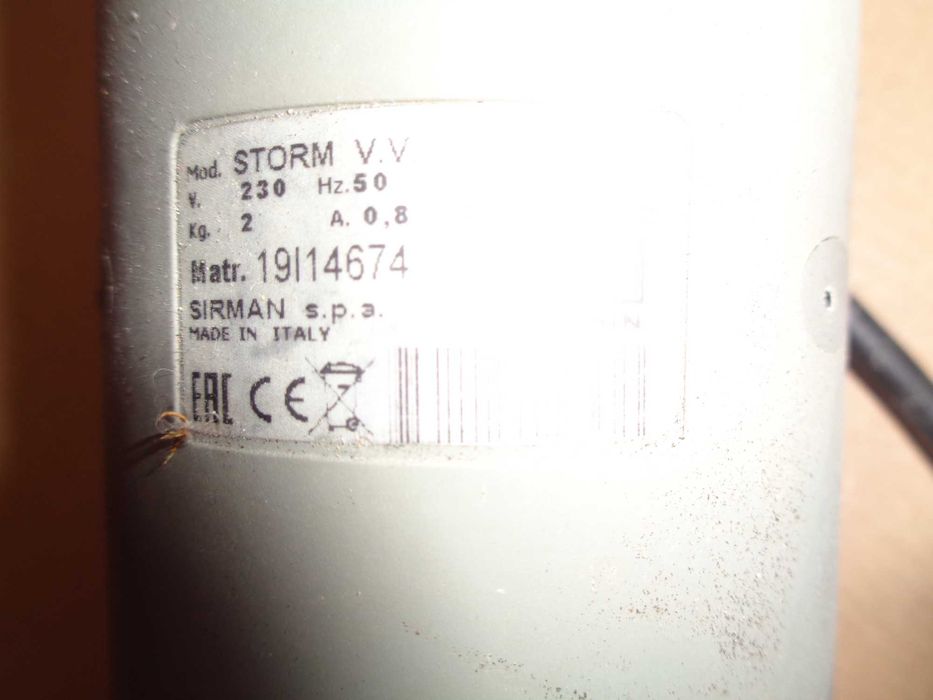 Mod. STORM V.V
V. 230 Hz.50
Kg. 2 A. 0,8
Matr. 19I14674
SIRMAN s.p.a.
MADE IN ITALY
EAC CE